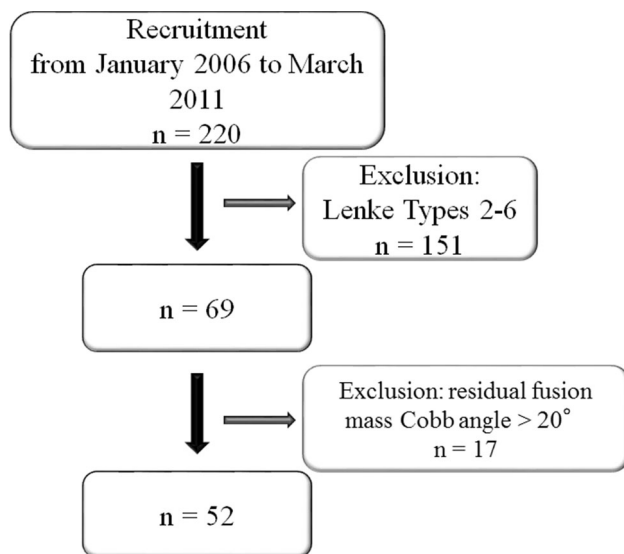 Recruitment
from January 2006 to March
2011
n = 220
Exclusion:
Lenke Types 2-6
n = 151
n = 69
Exclusion: residual fusion
mass Cobb angle > 20°
n = 17
n = 52